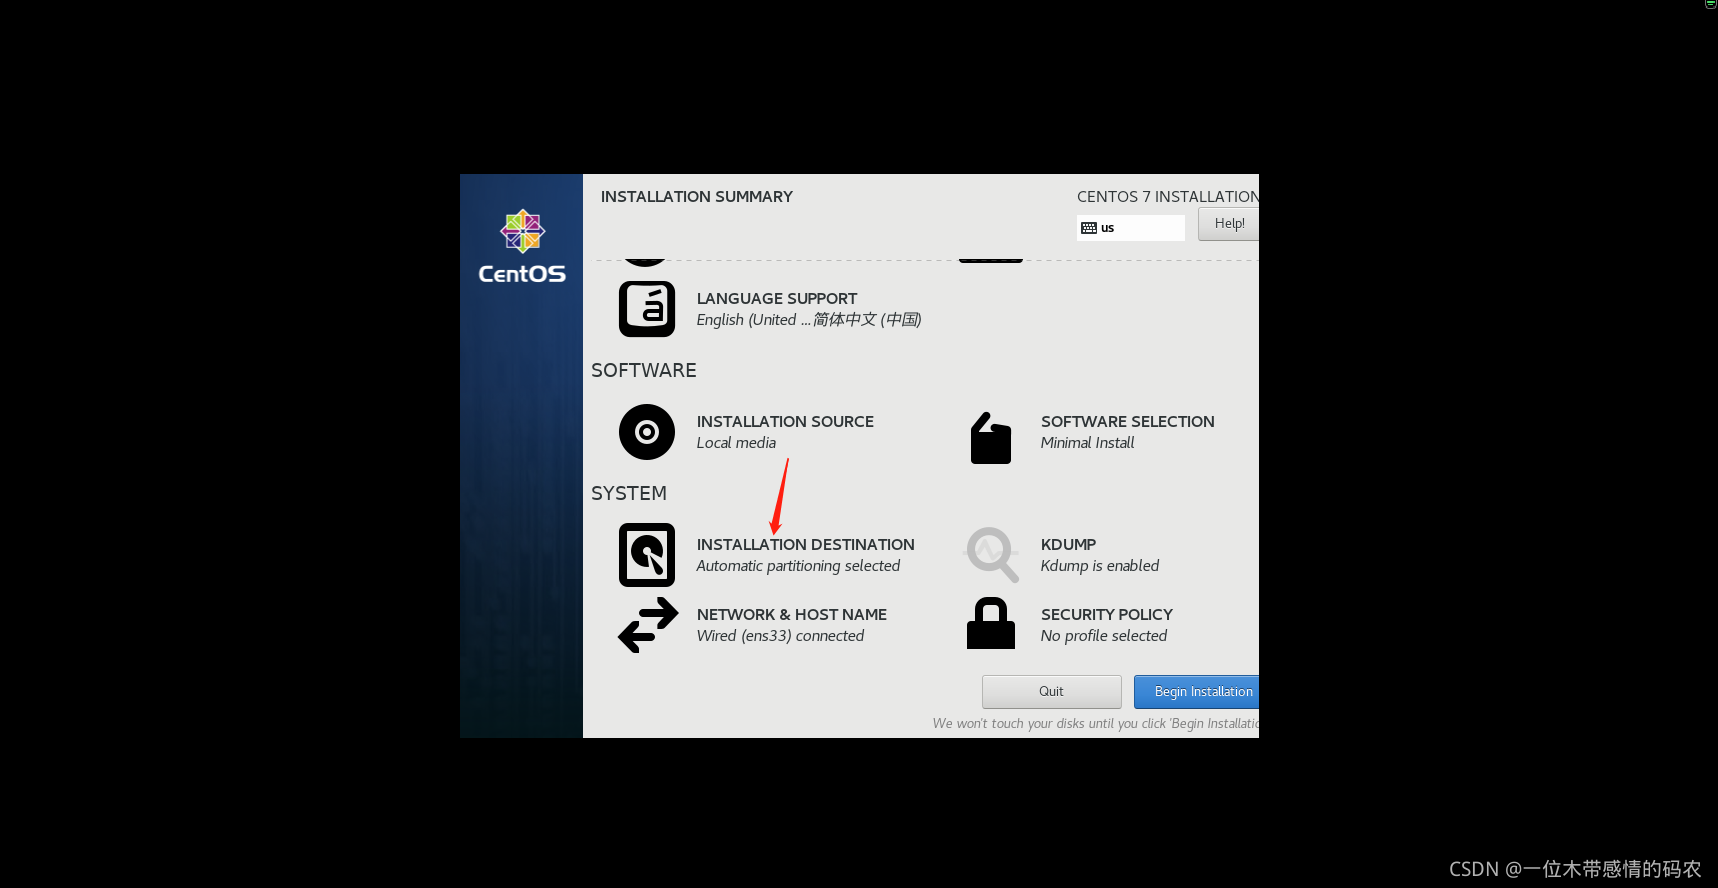 INSTALLATION SUMMARY
CENTOS 7 INSTALLATION
us
Help!
CentOS
LANGUAGE SUPPORT
English (United ...简体中文 (中国)
SOFTWARE
INSTALLATION SOURCE
Local media
SOFTWARE SELECTION
Minimal Install
SYSTEM
INSTALLATION DESTINATION
Automatic partitioning selected
KDUMP
Kdump is enabled
NETWORK & HOST NAME
Wired (ens33) connected
SECURITY POLICY
No profile selected
Quit
Begin Installation
We won't touch your disks until you click 'Begin Installatio
CSDN @一位木带感情的码农